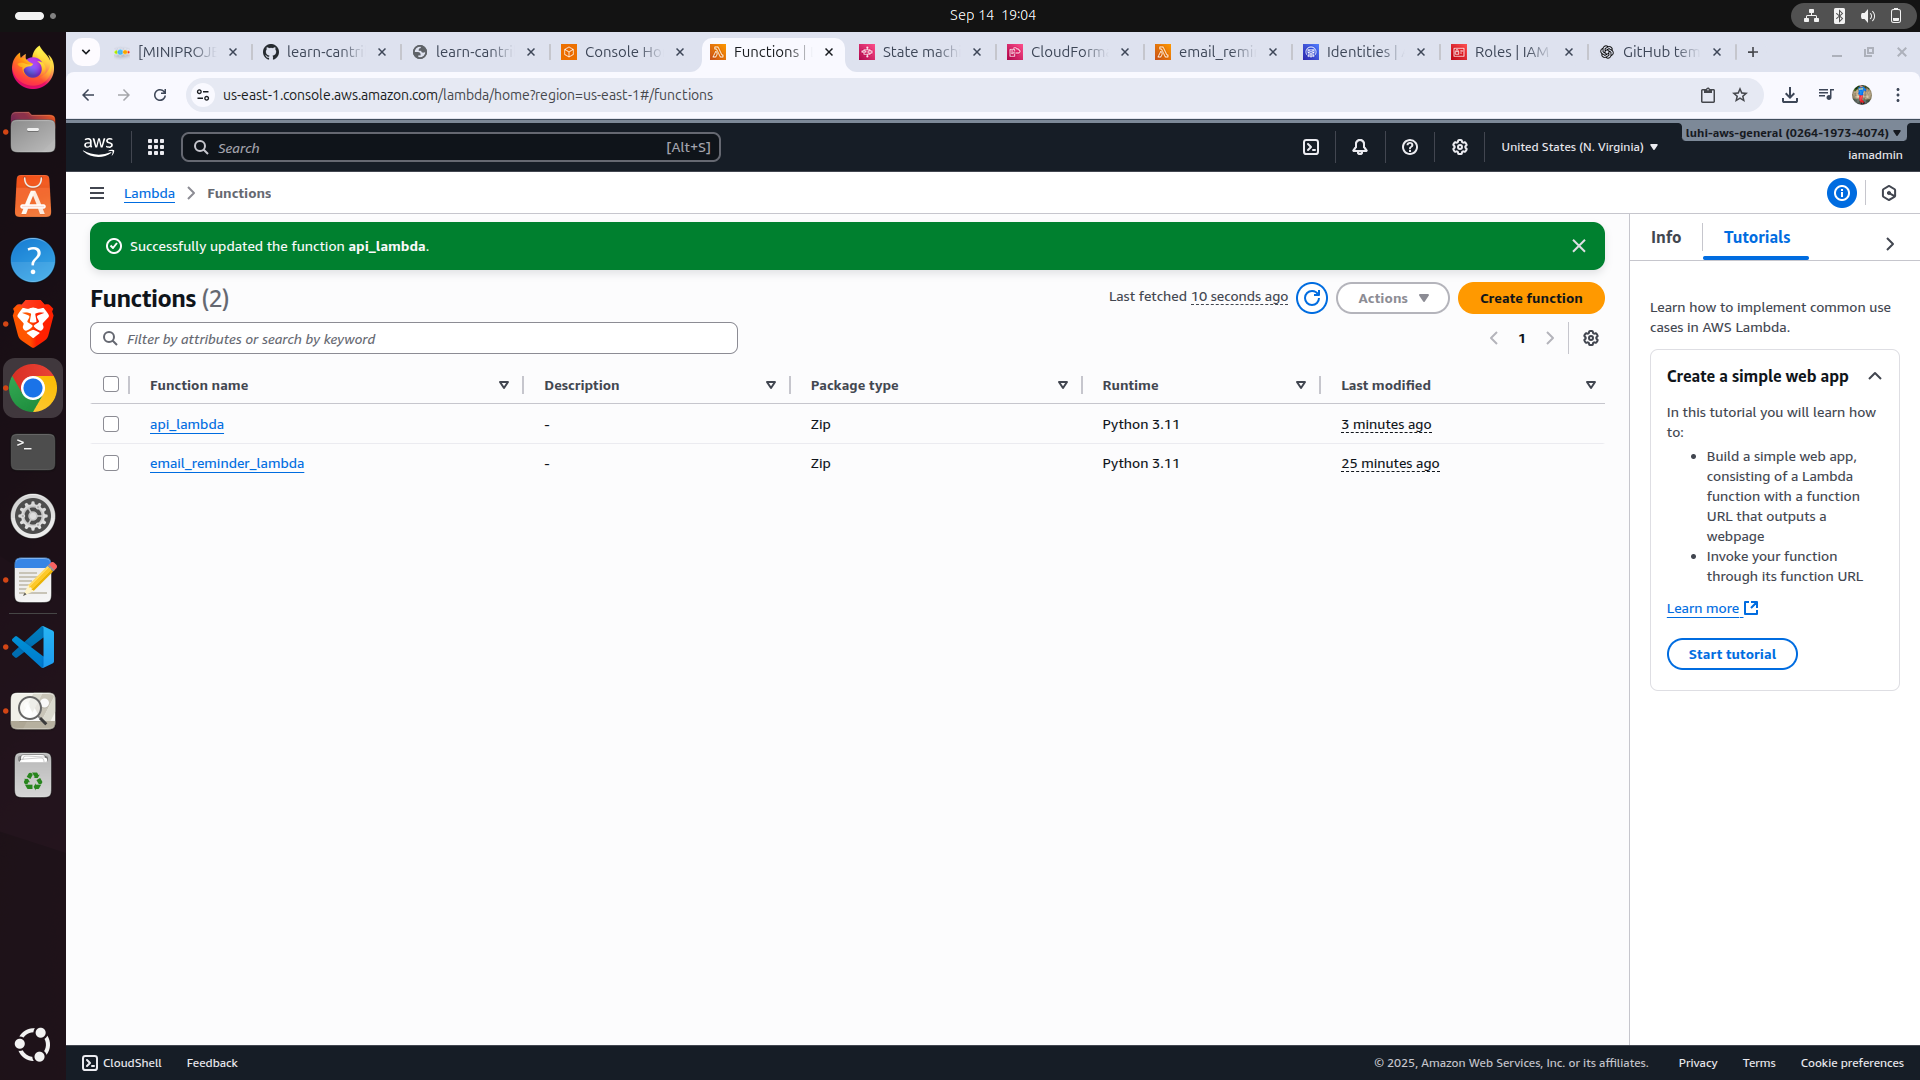 Sep 14 19:04
[MINIPROJE
learn-cantri
learn-cantri
Console Ho
Functions |
State mach
CloudForm
email_remi
Identities |
Roles | IAM
GitHub tem
us-east-1.console.aws.amazon.com/lambda/home?region=us-east-1#/functions
aws
Search
[Alt+S]
United States (N. Virginia)
luhi-aws-general (0264-1973-4074)
iamadmin
Lambda
Functions
Successfully updated the function api_lambda.
Functions (2)
Last fetched 10 seconds ago
Actions
Create function
Filter by attributes or search by keyword
1
Function name Description Package type Runtime Last modified
api_lambda - Zip Python 3.11 3 minutes ago
email_reminder_lambda - Zip Python 3.11 25 minutes ago
Info
Tutorials
Learn how to implement common use
cases in AWS Lambda.
Create a simple web app
In this tutorial you will learn how
to:
• Build a simple web app,
consisting of a Lambda
function with a function
URL that outputs a
webpage
• Invoke your function
through its function URL
Learn more
Start tutorial
CloudShell
Feedback
© 2025, Amazon Web Services, Inc. or its affiliates.
Privacy
Terms
Cookie preferences